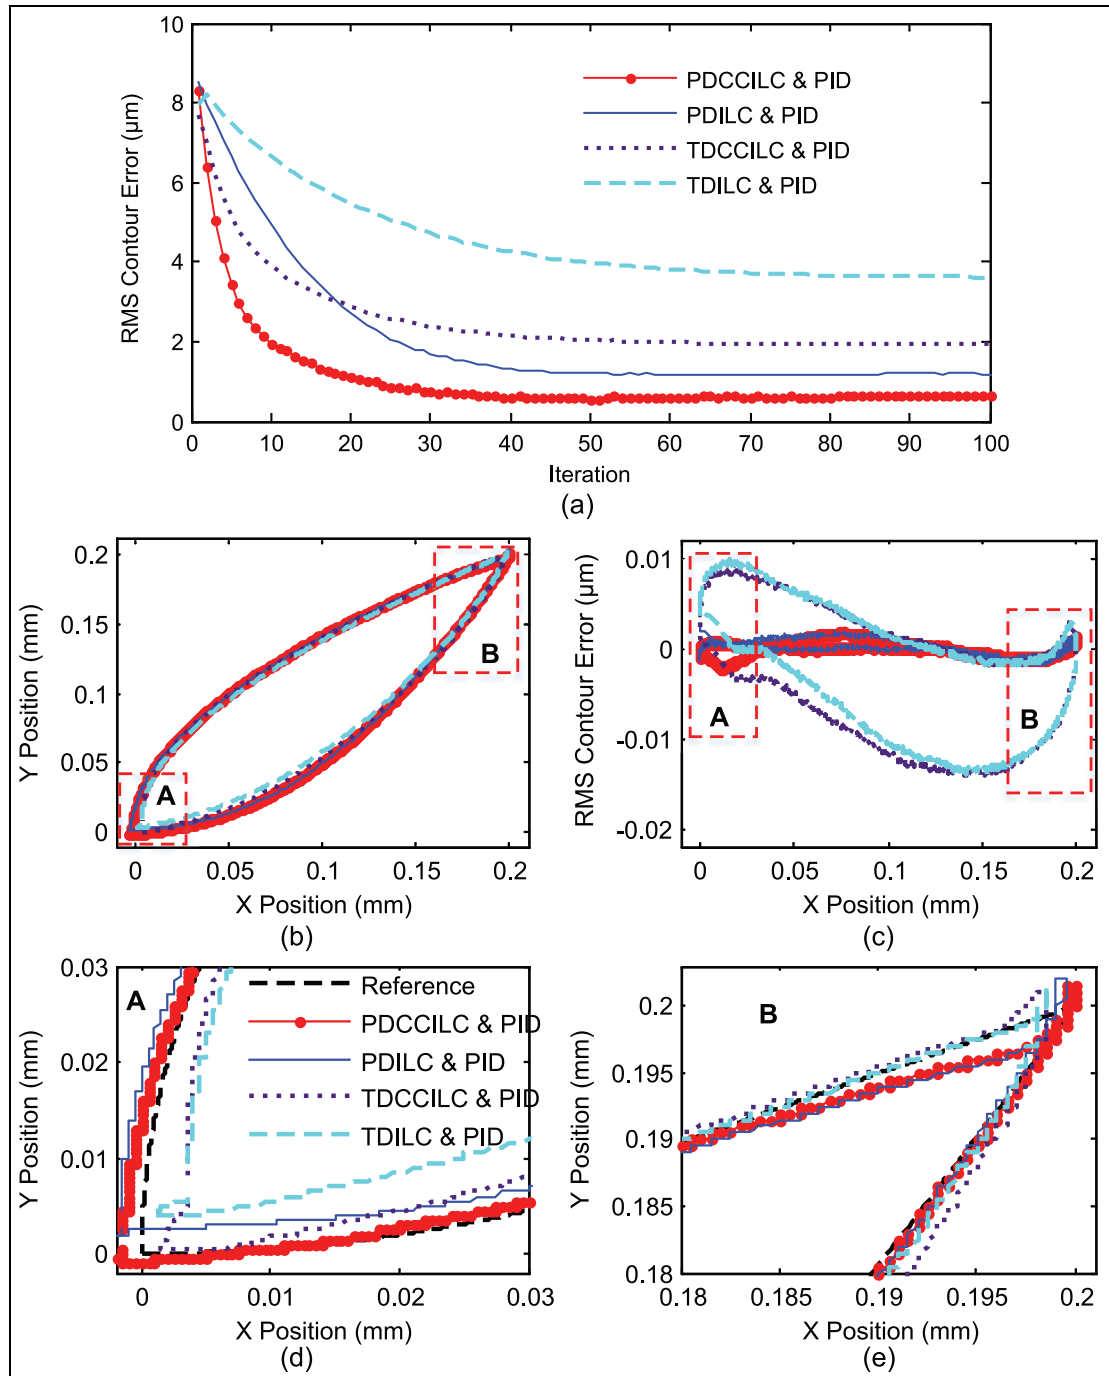 10
8
6
4
2
0
RMS Contour Error (μm)
PDCCILC & PID
PDILC & PID
TDCCILC & PID
TDILC & PID
0 10 20 30 40 50 60 70 80 90 100
Iteration
(a)
0.2
0.15
0.1
0.05
0
Y Position (mm)
A
B
0 0.05 0.1 0.15 0.2
X Position (mm)
(b)
0.01
0
-0.01
-0.02
RMS Contour Error (μm)
A
B
0 0.05 0.1 0.15 0.2
X Position (mm)
(c)
0.03
0.02
0.01
0
Y Position (mm)
A
Reference
PDCCILC & PID
PDILC & PID
TDCCILC & PID
TDILC & PID
0 0.01 0.02 0.03
X Position (mm)
(d)
0.2
0.195
0.19
0.185
0.18
Y Position (mm)
B
0.18 0.185 0.19 0.195 0.2
X Position (mm)
(e)